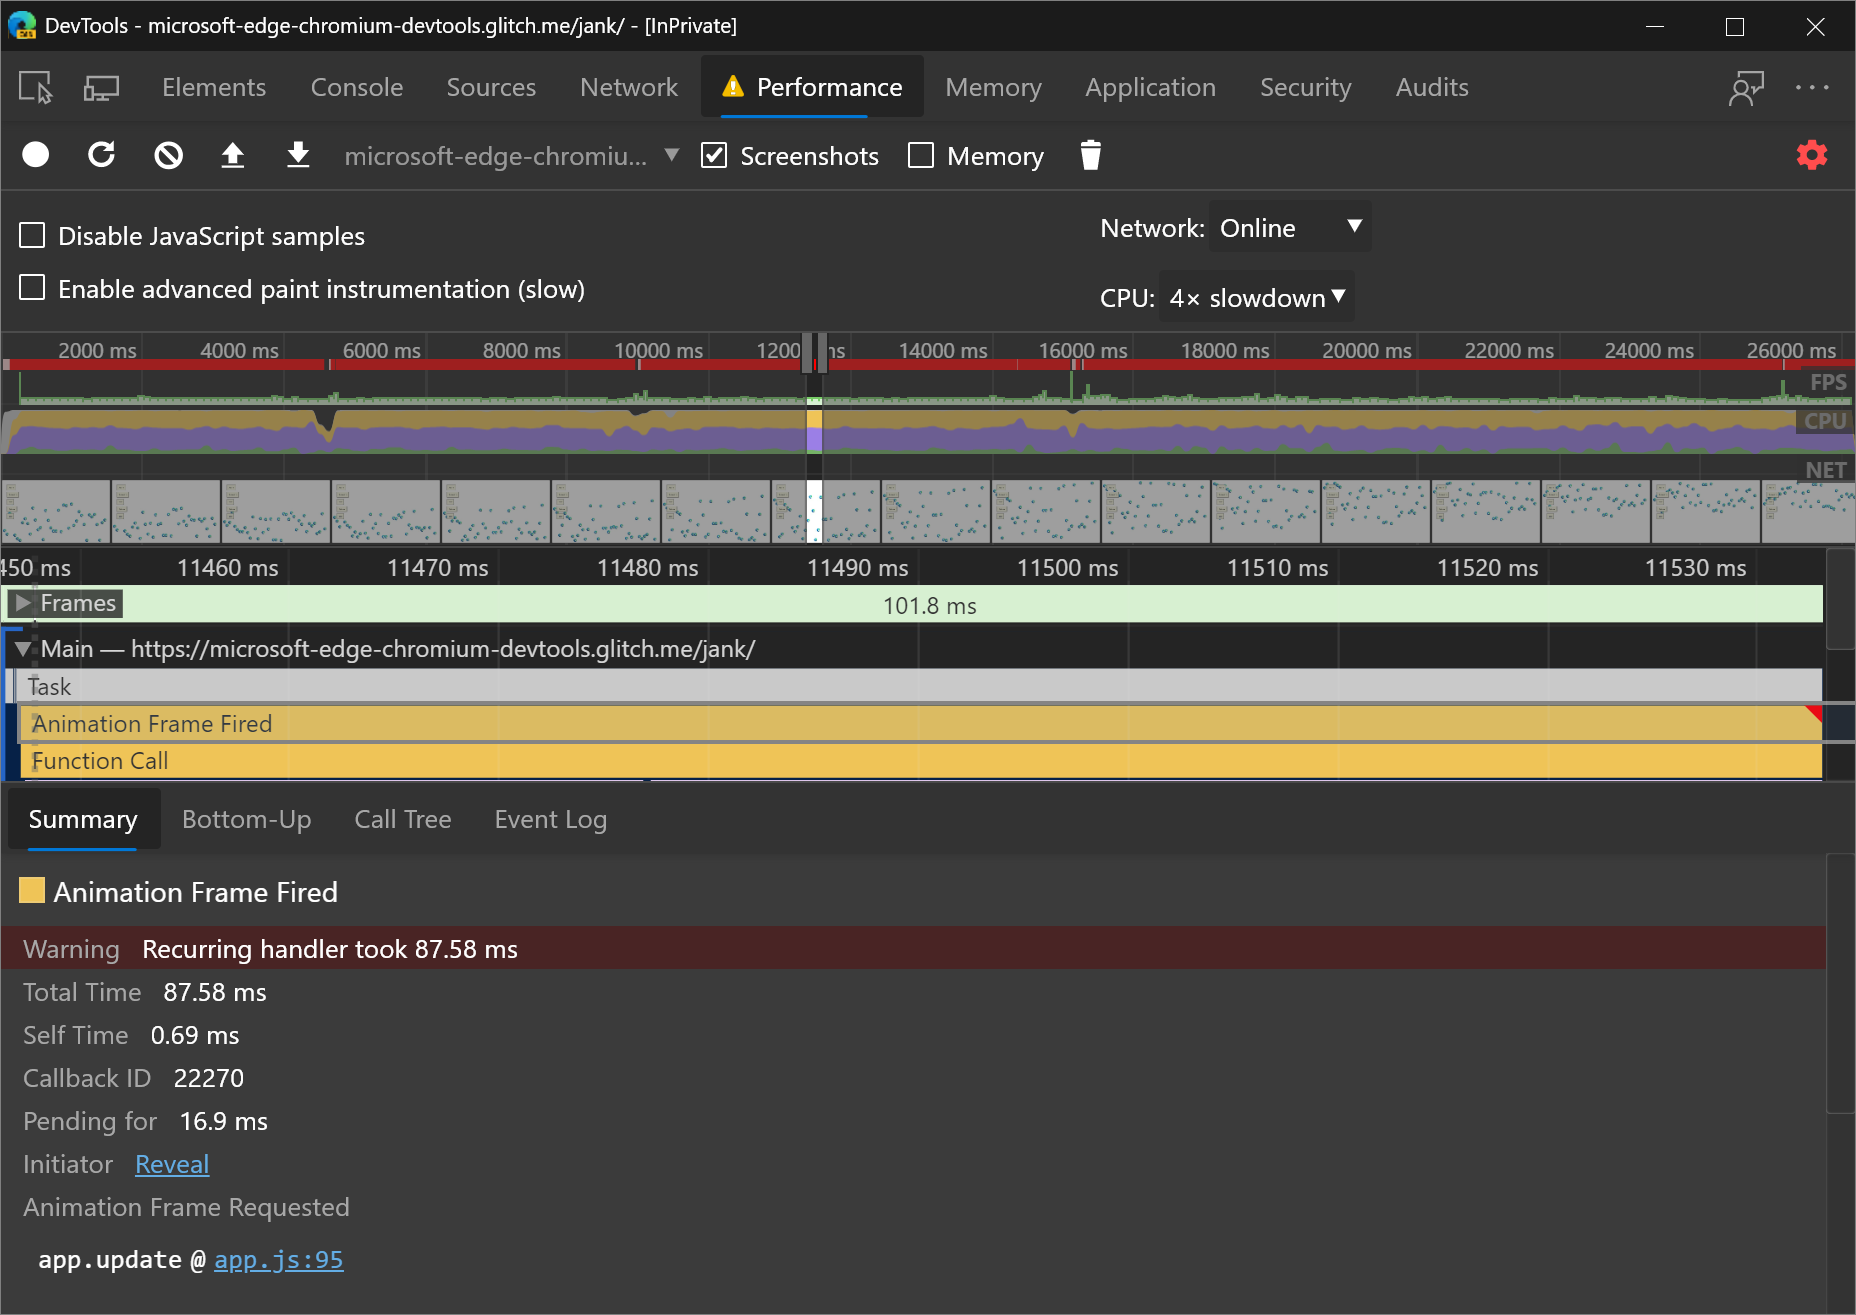 DevTools - microsoft-edge-chromium-devtools.glitch.me/jank/ - [InPrivate]
Elements Console Sources Network Performance Memory Application Security Audits
microsoft-edge-chromiu... Screenshots Memory
Disable JavaScript samples
Network: Online
Enable advanced paint instrumentation (slow)
CPU: 4× slowdown
2000 ms 4000 ms 6000 ms 8000 ms 10000 ms 1200 ms 14000 ms 16000 ms 18000 ms 20000 ms 22000 ms 24000 ms 26000 ms
FPS
CPU
NET
450 ms 11460 ms 11470 ms 11480 ms 11490 ms 11500 ms 11510 ms 11520 ms 11530 ms
Frames 101.8 ms
Main — https://microsoft-edge-chromium-devtools.glitch.me/jank/
Task
Animation Frame Fired
Function Call
Summary Bottom-Up Call Tree Event Log
Animation Frame Fired
Warning Recurring handler took 87.58 ms
Total Time 87.58 ms
Self Time 0.69 ms
Callback ID 22270
Pending for 16.9 ms
Initiator Reveal
Animation Frame Requested
app.update @ app.js:95